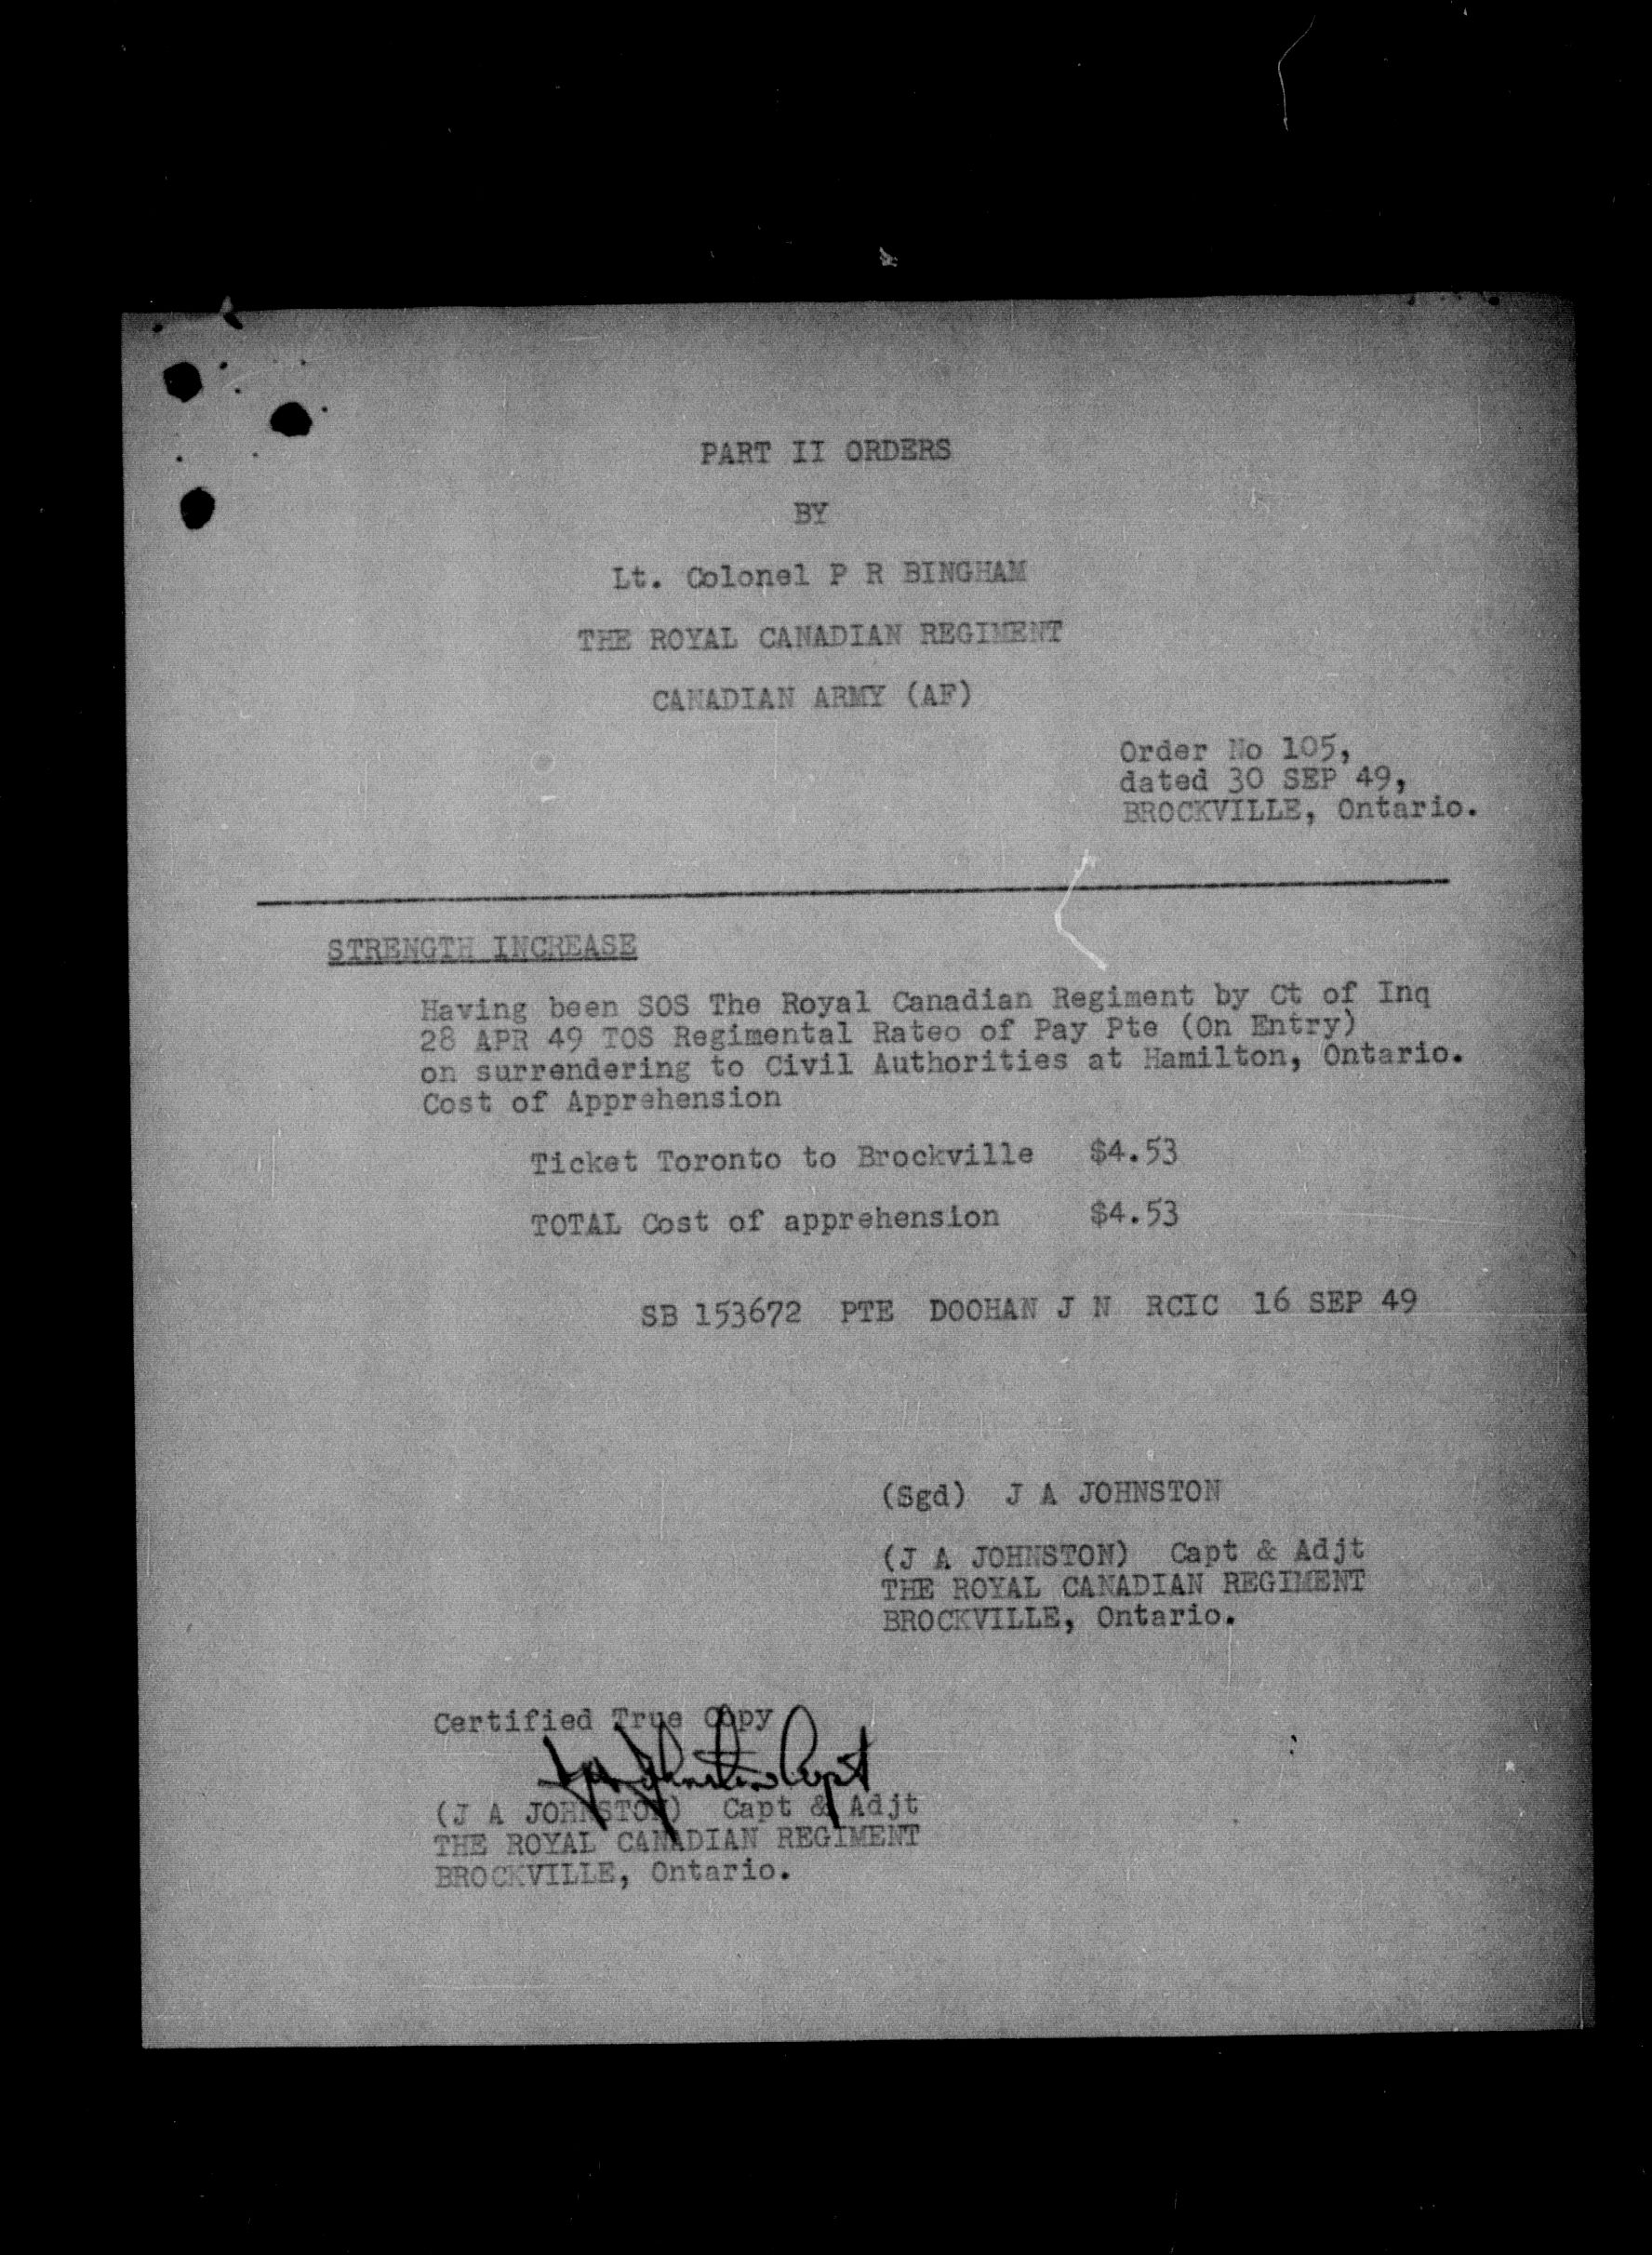 PART II ORDERS
BY
Lt. Colonel P R BINGHAM
THE ROYAL CANADIAN REGIMENT
CANADIAN ARMY (AF)
Order No 105,
dated 30 SEP 49,
BROCKVILLE, Ontario.
STRENGTH INCREASE
Having been SOS The Royal Canadian Regiment by Ct of Inq
28 APR 49 TOS Regimental Rateo of Pay Pte (On Entry)
on surrendering to Civil Authorities at Hamilton, Ontario.
Cost of Apprehension
Ticket Toronto to Brockville $4.53
TOTAL Cost of apprehension $4.53
SB 153672 PTE DOOHAN J N RCIC 16 SEP 49
(Sgd) J A JOHNSTON
(J A JOHNSTON) Capt & Adjt
THE ROYAL CANADIAN REGIMENT
BROCKVILLE, Ontario.
Certified True Copy
J A Johnston Capt
(J A JOHNSTON) Capt & Adjt
THE ROYAL CANADIAN REGIMENT
BROCKVILLE, Ontario.